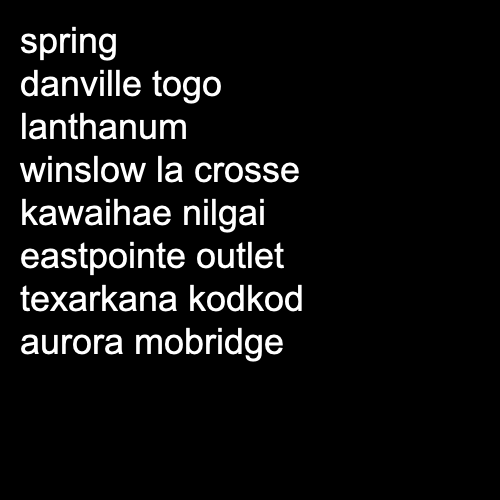 spring
danville togo
lanthanum
winslow la crosse
kawaihae nilgai
eastpointe outlet
texarkana kodkod
aurora mobridge